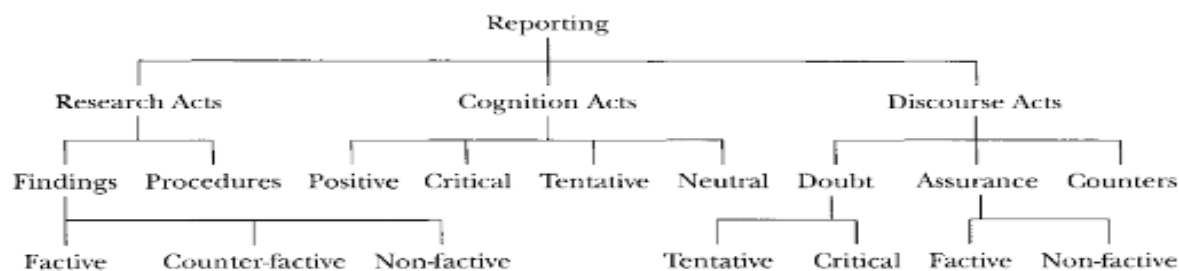 Reporting
Research Acts Cognition Acts Discourse Acts
Findings Procedures Positive Critical Tentative Neutral Doubt Assurance Counters
Factive Counter-factive Non-factive Tentative Critical Factive Non-factive